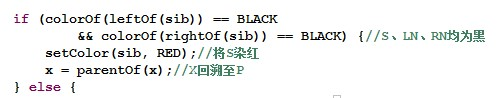 if (colorOf(leftOf(sib)) == BLACK
&& colorOf(rightOf(sib)) == BLACK) {//S、LN、RN均为黑
setColor(sib, RED);//将S染红
x = parentOf(x);//X回溯至P
} else {